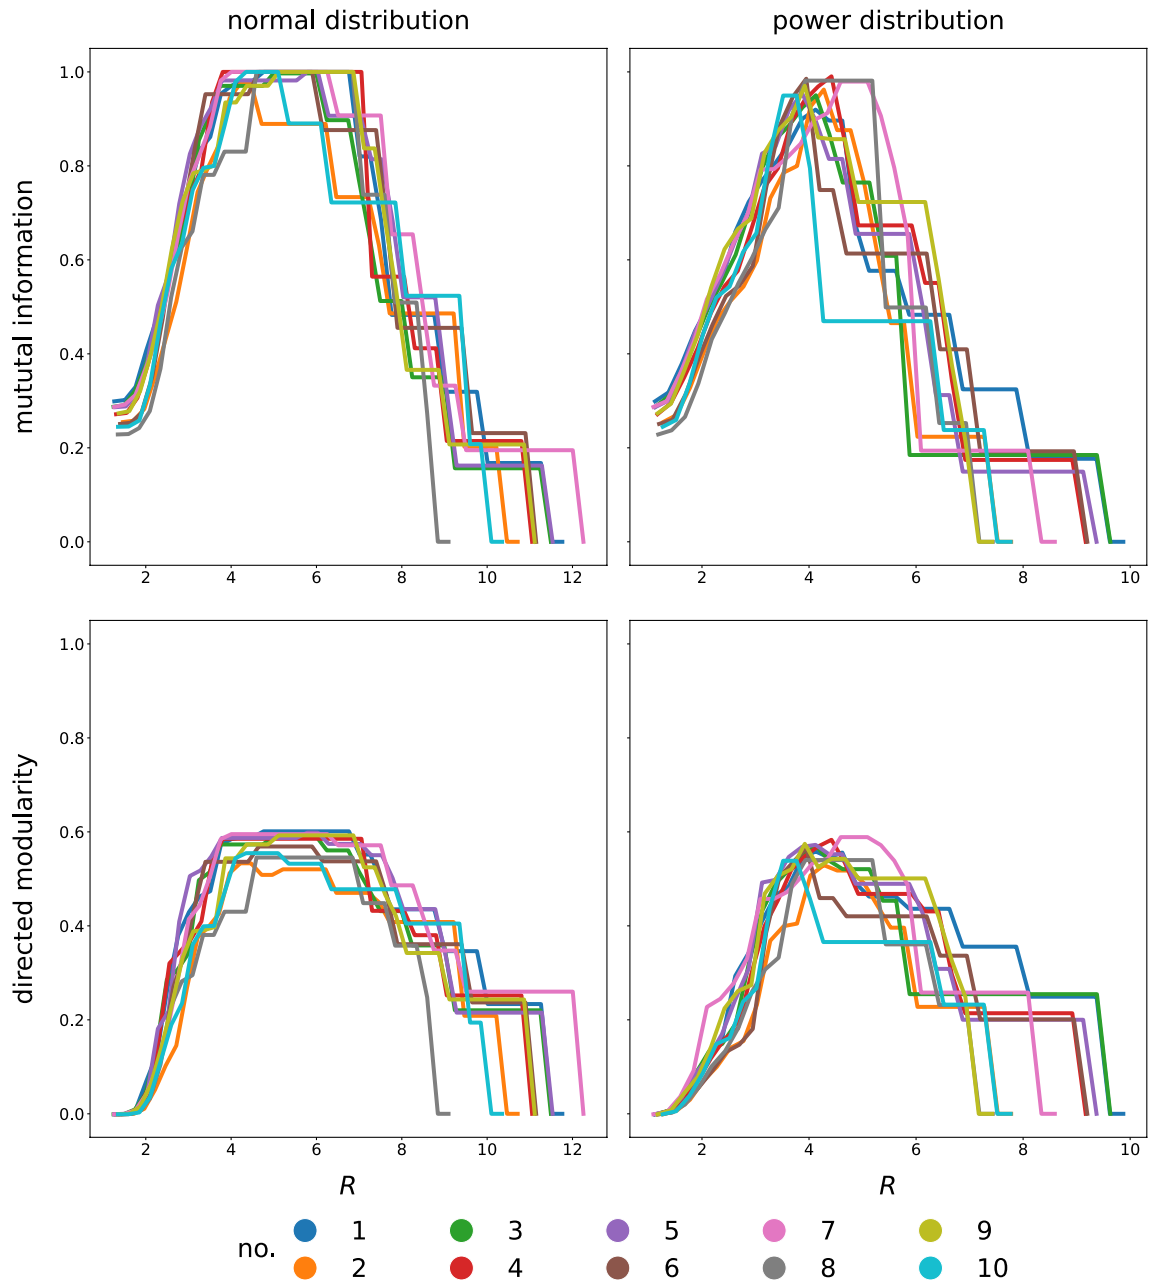 normal distribution
power distribution
mututal information
1.0
0.8
0.6
0.4
0.2
0.0
2 4 6 8 10 12
2 4 6 8 10
directed modularity
1.0
0.8
0.6
0.4
0.2
0.0
2 4 6 8 10 12
2 4 6 8 10
R
R
no.
1 3 5 7 9
2 4 6 8 10